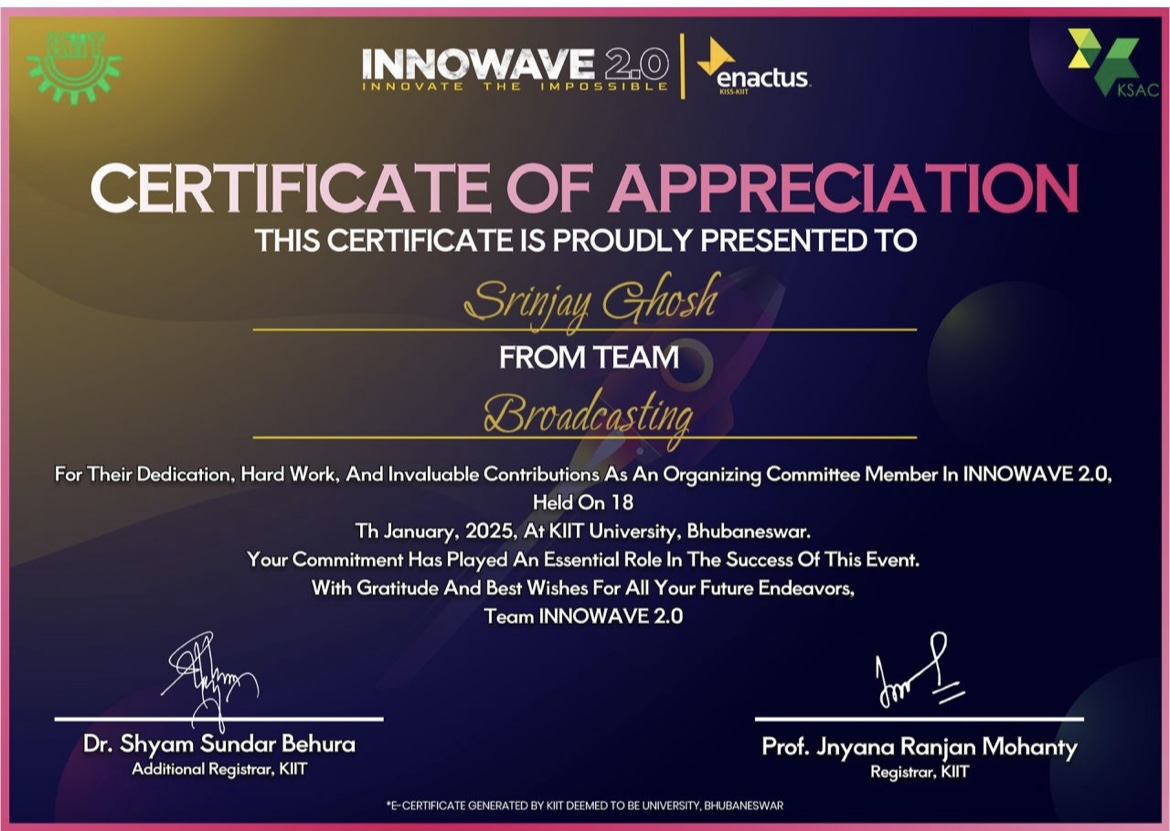 KIIT
INNOWAVE 2.0
INNOVATE THE IMPOSSIBLE
enactus
KISS-KIIT
KSAC
CERTIFICATE OF APPRECIATION
THIS CERTIFICATE IS PROUDLY PRESENTED TO
Srinjay Ghosh
FROM TEAM
Broadcasting
For Their Dedication, Hard Work, And Invaluable Contributions As An Organizing Committee Member In INNOWAVE 2.0,
Held On 18
Th January, 2025, At KIIT University, Bhubaneswar.
Your Commitment Has Played An Essential Role In The Success Of This Event.
With Gratitude And Best Wishes For All Your Future Endeavors,
Team INNOWAVE 2.0
Dr. Shyam Sundar Behura
Additional Registrar, KIIT
Prof. Jnyana Ranjan Mohanty
Registrar, KIIT
*E-CERTIFICATE GENERATED BY KIIT DEEMED TO BE UNIVERSITY, BHUBANESWAR